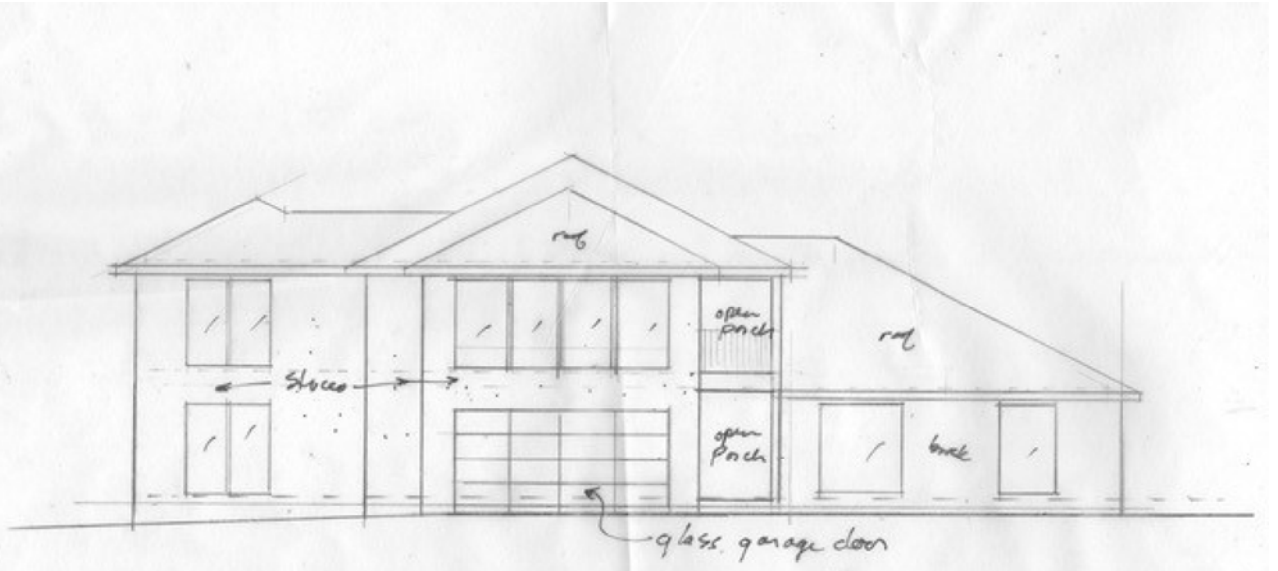 roof
open
porch
roof
stucco
open
porch
brick
glass garage door